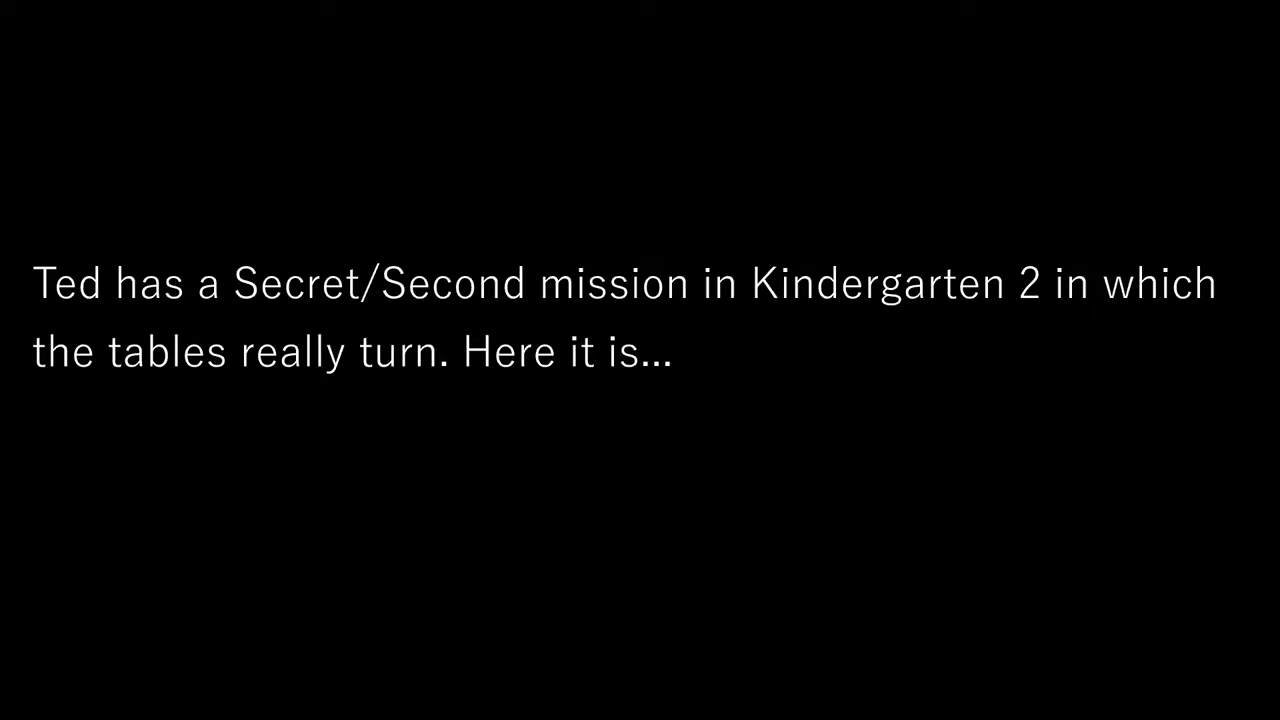 Ted has a Secret/Second mission in Kindergarten 2 in which
the tables really turn. Here it is...